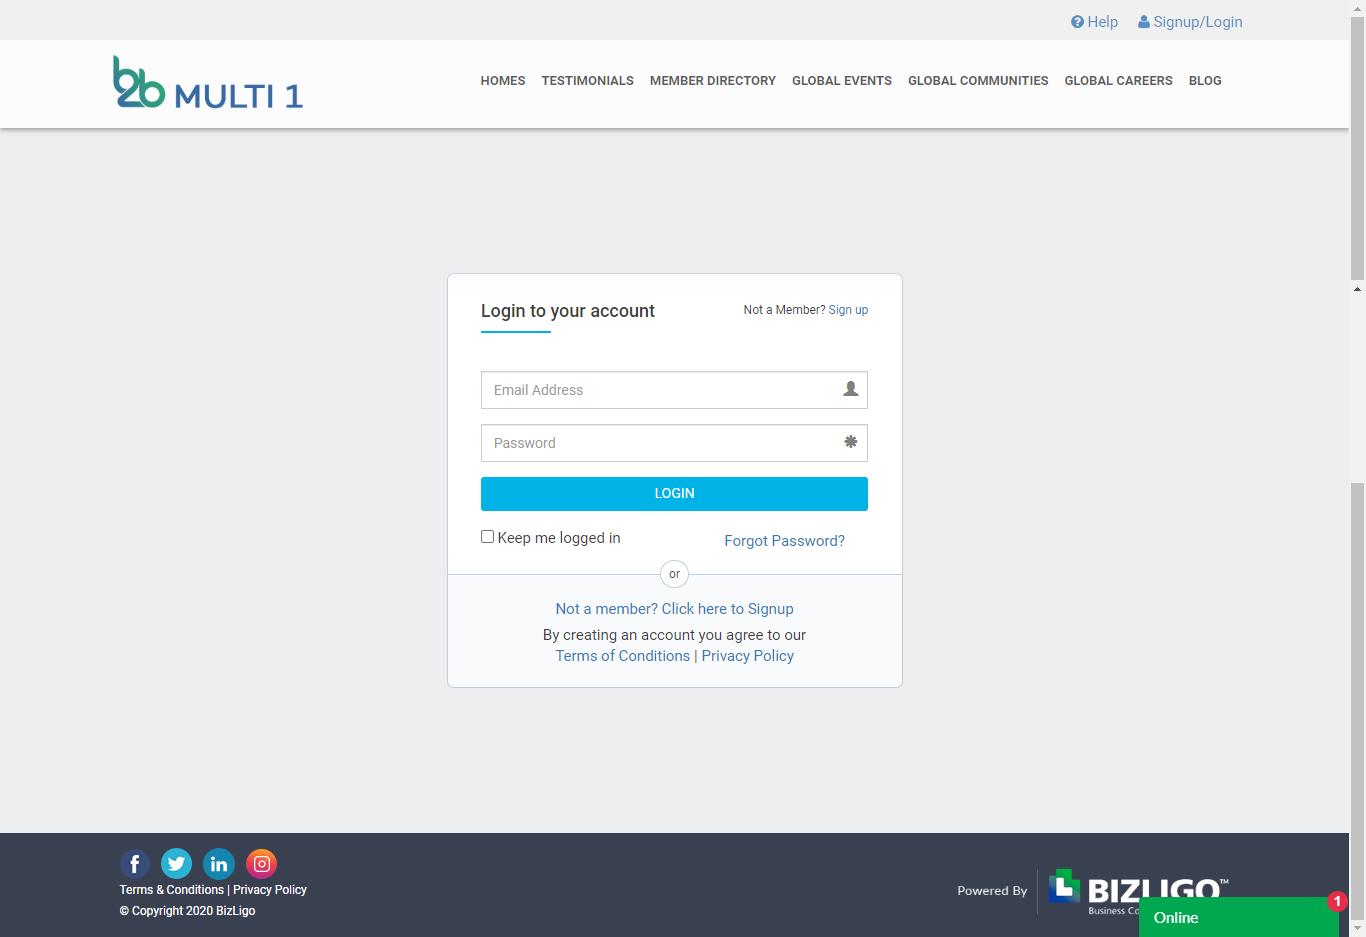 Help Signup/Login
b2b MULTI 1
HOMES TESTIMONIALS MEMBER DIRECTORY GLOBAL EVENTS GLOBAL COMMUNITIES GLOBAL CAREERS BLOG
Login to your account
Not a Member? Sign up
Email Address
Password
LOGIN
Keep me logged in
Forgot Password?
or
Not a member? Click here to Signup
By creating an account you agree to our
Terms of Conditions | Privacy Policy
Terms & Conditions | Privacy Policy
© Copyright 2020 BizLigo
Powered By
BIZLIGO™
Business
Online
1